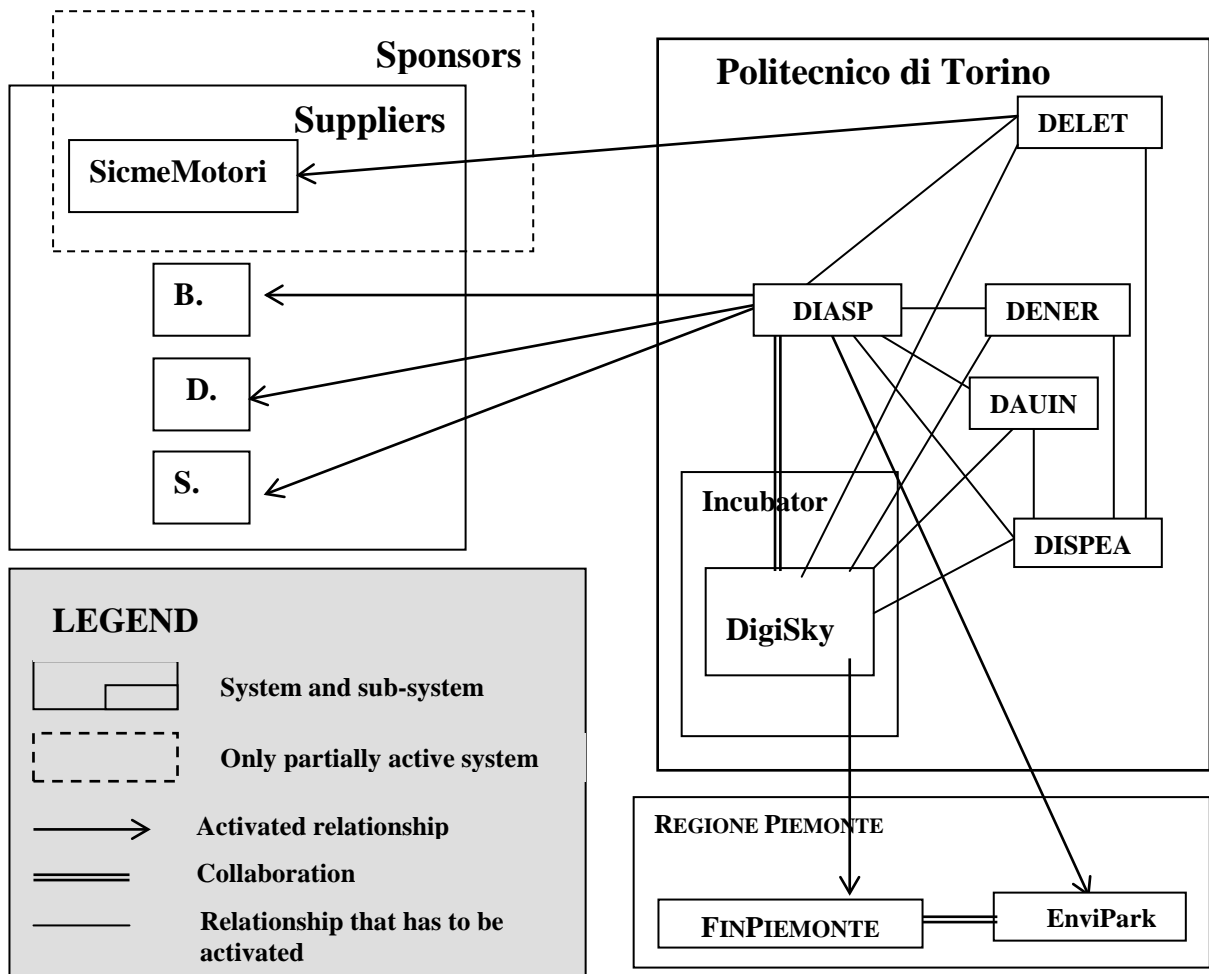 Sponsors
Suppliers
SicmeMotori
B.
D.
S.
Politecnico di Torino
DELET
DIASP
DENER
DAUIN
DISPEA
Incubator
DigiSky
REGIONE PIEMONTE
FINPIEMONTE
EnviPark
LEGEND
System and sub-system
Only partially active system
Activated relationship
Collaboration
Relationship that has to be
activated